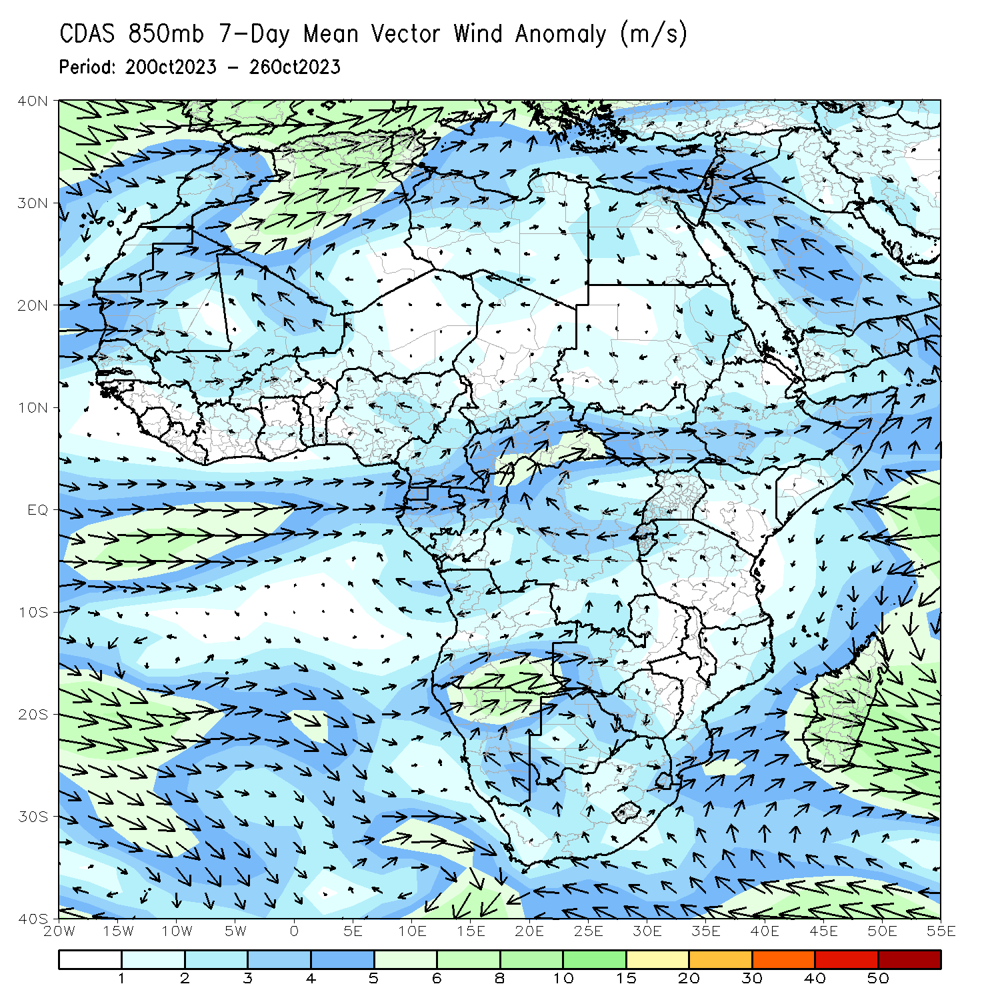 CDAS 850mb 7-Day Mean Vector Wind Anomaly (m/s)
Period: 20Oct2023 - 26Oct2023
40N
30N
20N
10N
EQ
10S
20S
30S
40S
20W 15W 10W 5W 0 5E 10E 15E 20E 25E 30E 35E 40E 45E 50E 55E
1 2 3 4 5 6 8 10 15 20 30 40 50